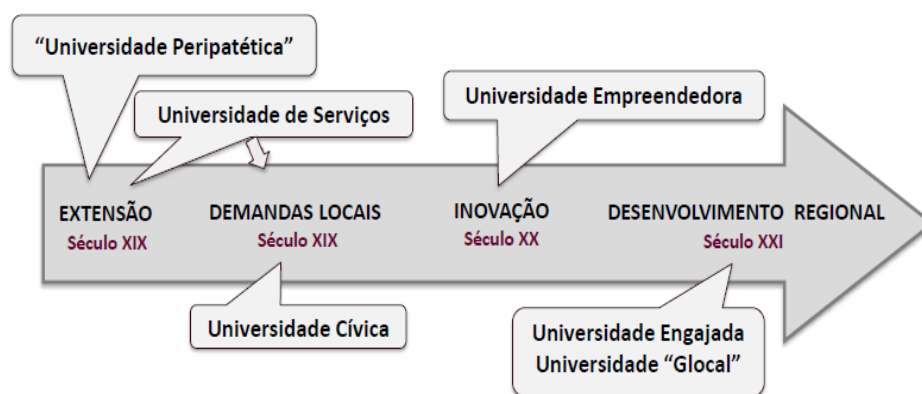 “Universidade Peripatética”
Universidade de Serviços
Universidade Empreendedora
EXTENSÃO
Século XIX
DEMANDAS LOCAIS
Século XIX
INOVAÇÃO
Século XX
DESENVOLVIMENTO REGIONAL
Século XXI
Universidade Cívica
Universidade Engajada
Universidade “Glocal”